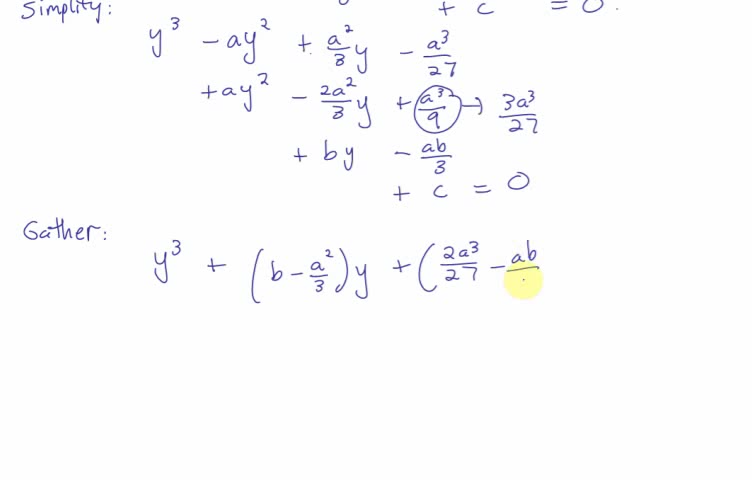 Simplify: + c = 0.
y³ - ay² + a²/3 y - a³/27
+ ay² - 2a²/3 y + a³/9 → 3a³/27
+ by - ab/3
+ c = 0
Gather:
y³ + (b - a²/3)y + (2a³/27 - ab/